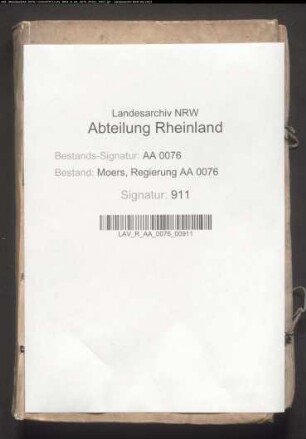 Landesarchiv NRW
Abteilung Rheinland
Bestands-Signatur: AA 0076
Bestand: Moers, Regierung AA 0076
Signatur: 911
LAV_R_AA_0076_00911